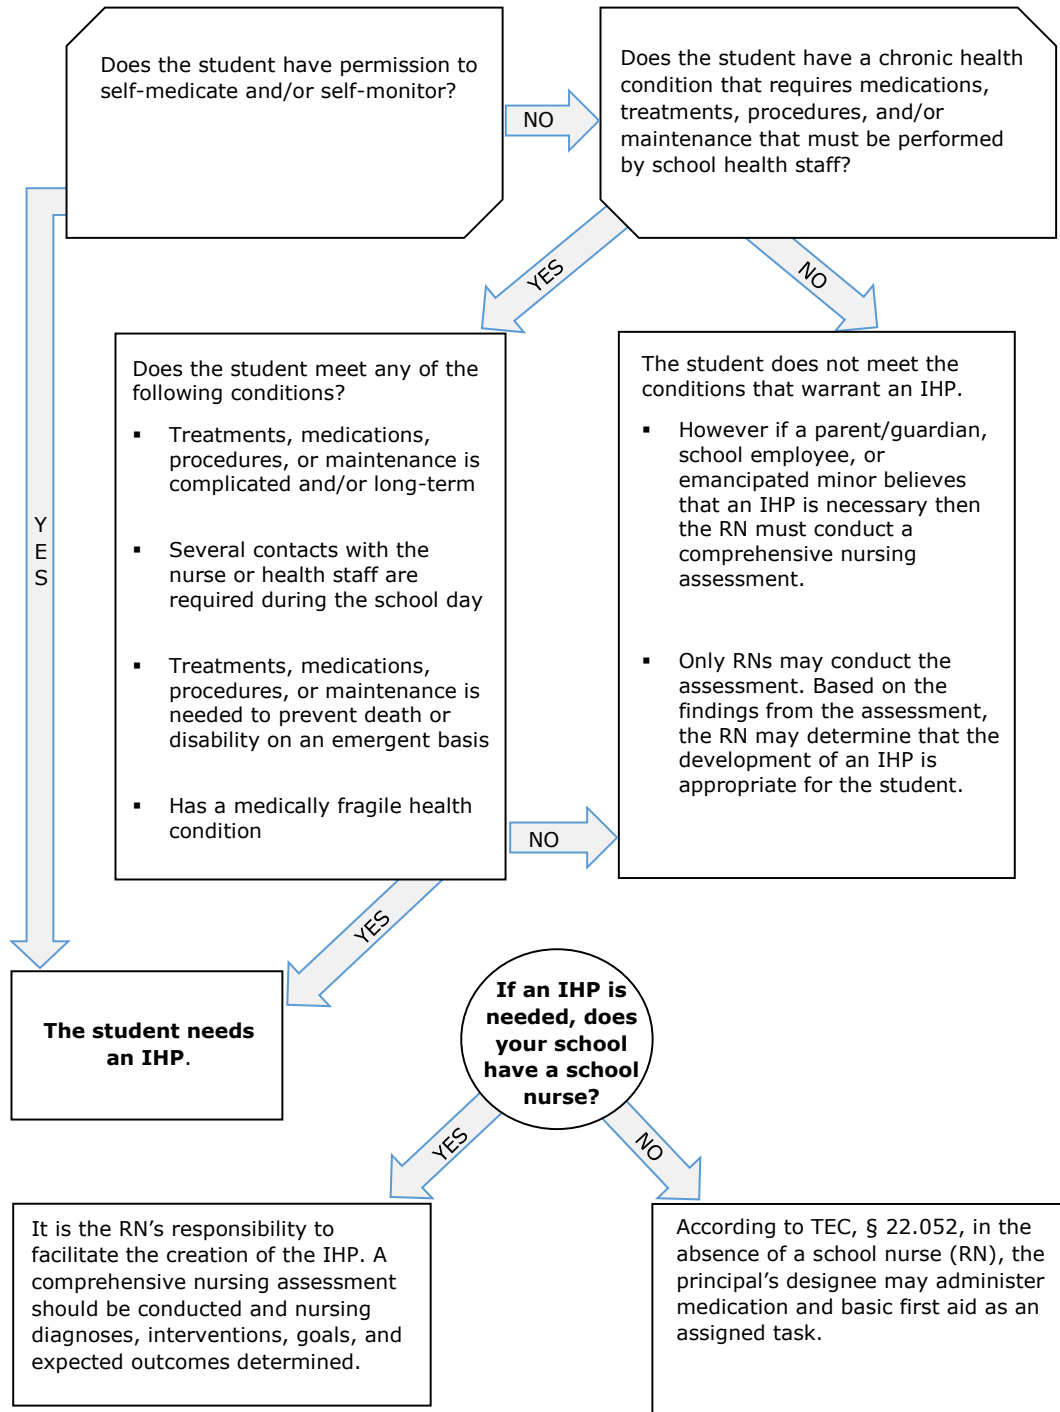 Does the student have permission to
self-medicate and/or self-monitor?
NO
Does the student have a chronic health
condition that requires medications,
treatments, procedures, and/or
maintenance that must be performed
by school health staff?
YES
NO
Y
E
S
Does the student meet any of the
following conditions?
▪ Treatments, medications,
procedures, or maintenance is
complicated and/or long-term
▪ Several contacts with the
nurse or health staff are
required during the school day
▪ Treatments, medications,
procedures, or maintenance is
needed to prevent death or
disability on an emergent basis
▪ Has a medically fragile health
condition
NO
The student does not meet the
conditions that warrant an IHP.
▪ However if a parent/guardian,
school employee, or
emancipated minor believes
that an IHP is necessary then
the RN must conduct a
comprehensive nursing
assessment.
▪ Only RNs may conduct the
assessment. Based on the
findings from the assessment,
the RN may determine that the
development of an IHP is
appropriate for the student.
YES
The student needs
an IHP.
If an IHP is
needed, does
your school
have a school
nurse?
YES
NO
It is the RN's responsibility to
facilitate the creation of the IHP. A
comprehensive nursing assessment
should be conducted and nursing
diagnoses, interventions, goals, and
expected outcomes determined.
According to TEC, § 22.052, in the
absence of a school nurse (RN), the
principal's designee may administer
medication and basic first aid as an
assigned task.